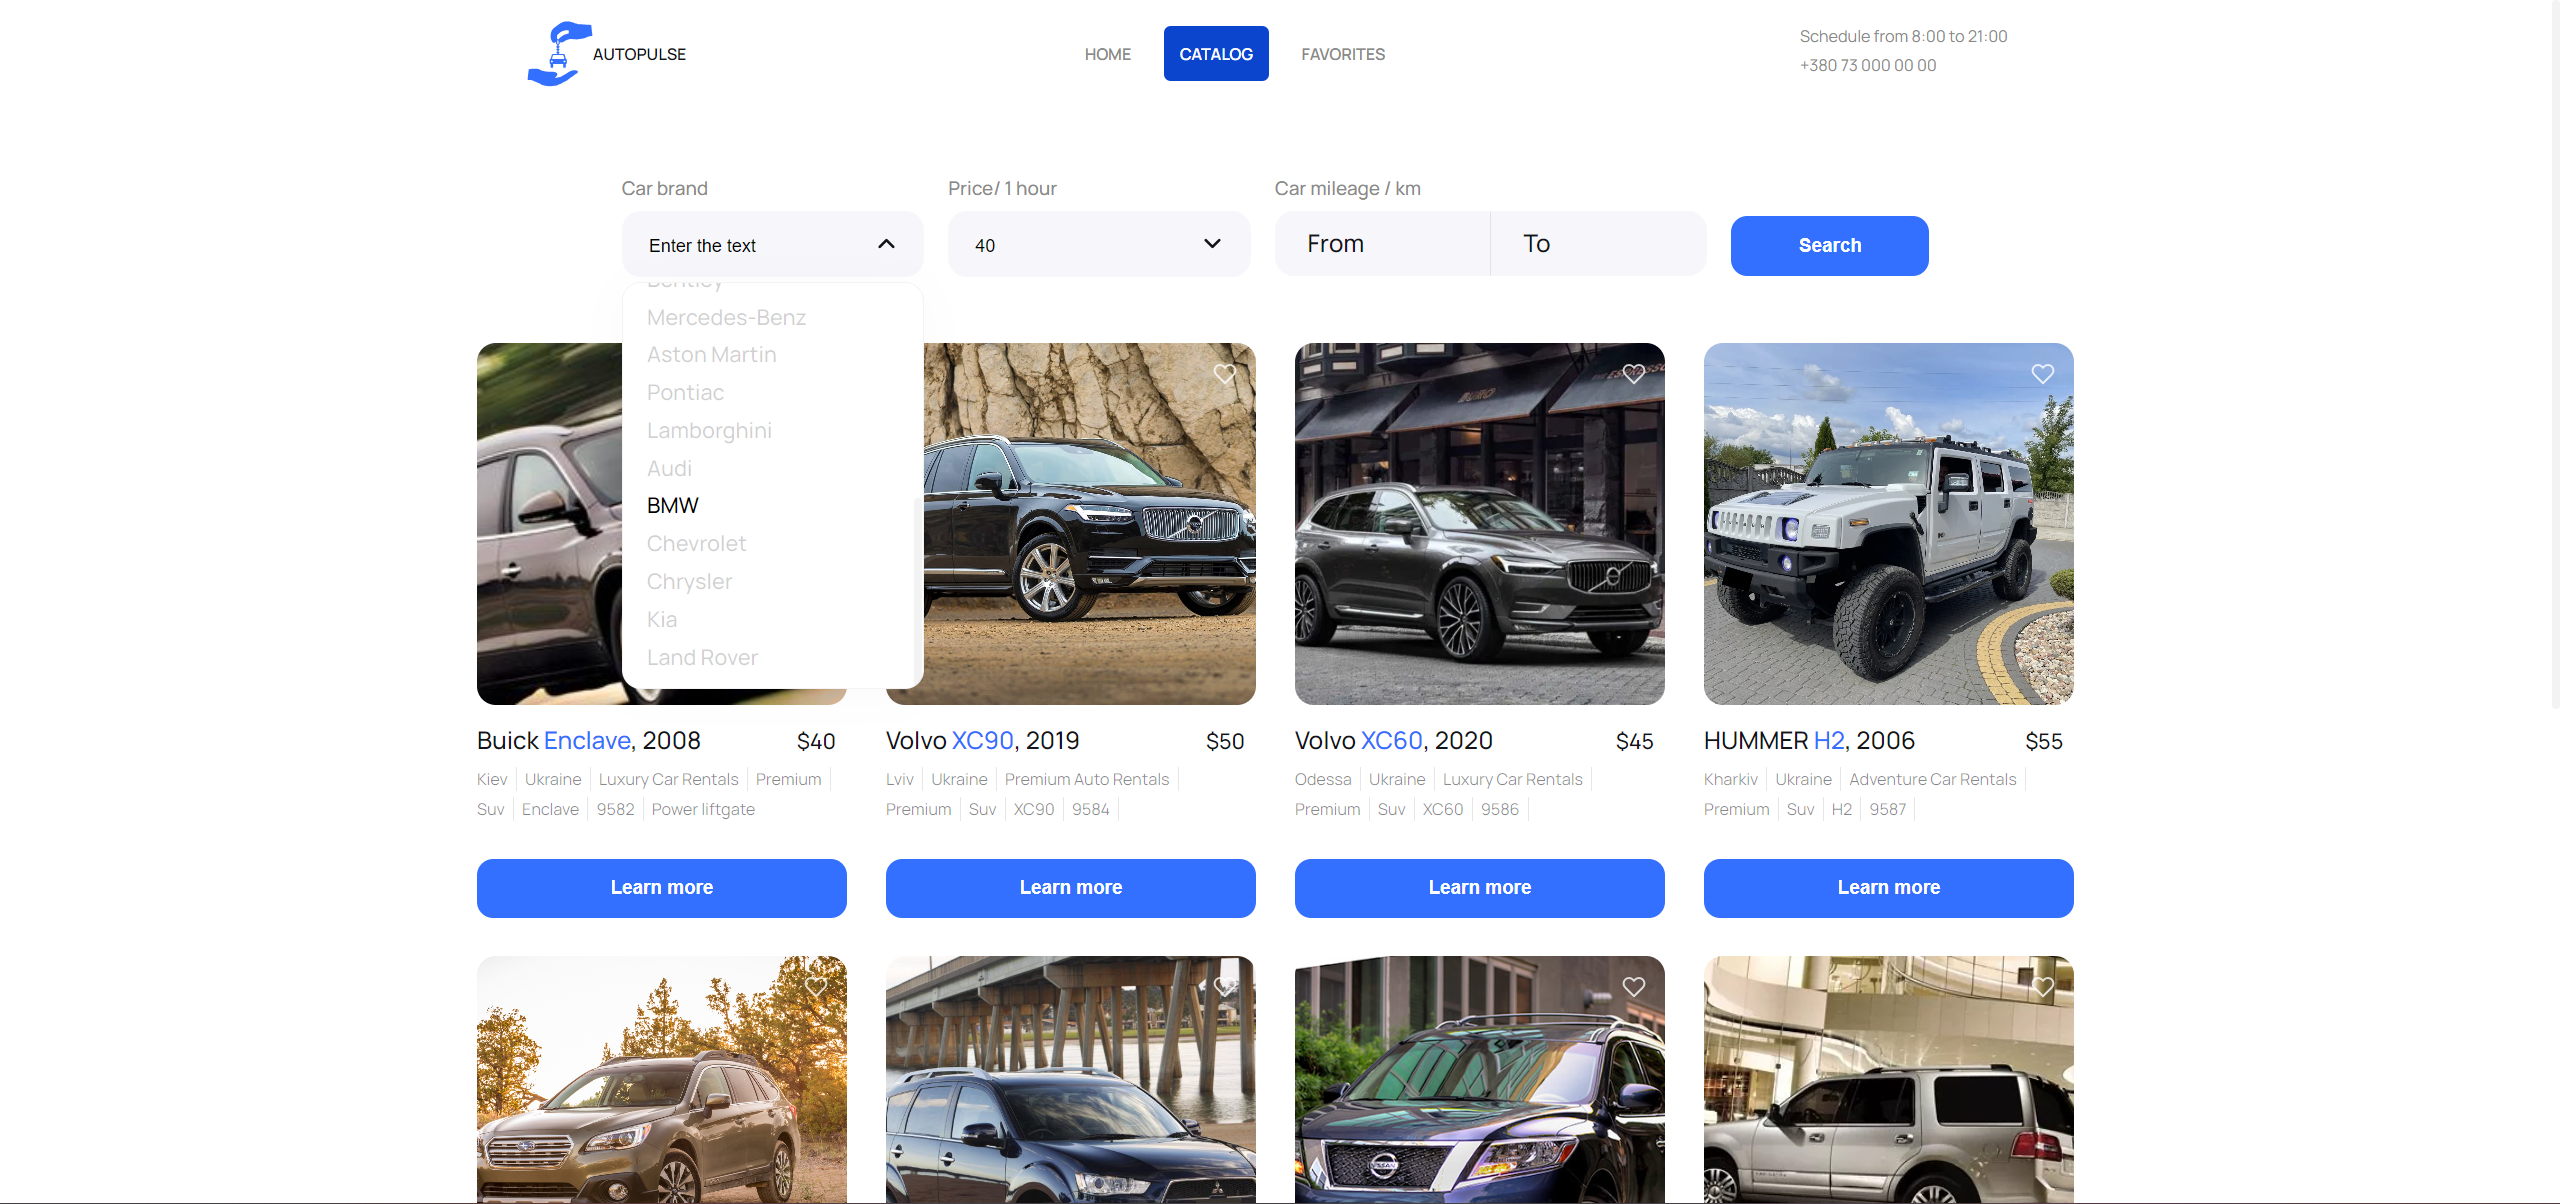 AUTOPULSE
HOME CATALOG FAVORITES
Schedule from 8:00 to 21:00
+380 73 000 00 00
Car brand
Price/ 1 hour
Car mileage / km
Enter the text
40
From
To
Search
Bentley
Mercedes-Benz
Aston Martin
Pontiac
Lamborghini
Audi
BMW
Chevrolet
Chrysler
Kia
Land Rover
Buick Enclave, 2008 $40
Kiev Ukraine Luxury Car Rentals Premium
Suv Enclave 9582 Power liftgate
Learn more
Volvo XC90, 2019 $50
Lviv Ukraine Premium Auto Rentals
Premium Suv XC90 9584
Learn more
Volvo XC60, 2020 $45
Odessa Ukraine Luxury Car Rentals
Premium Suv XC60 9586
Learn more
HUMMER H2, 2006 $55
Kharkiv Ukraine Adventure Car Rentals
Premium Suv H2 9587
Learn more
NISSAN